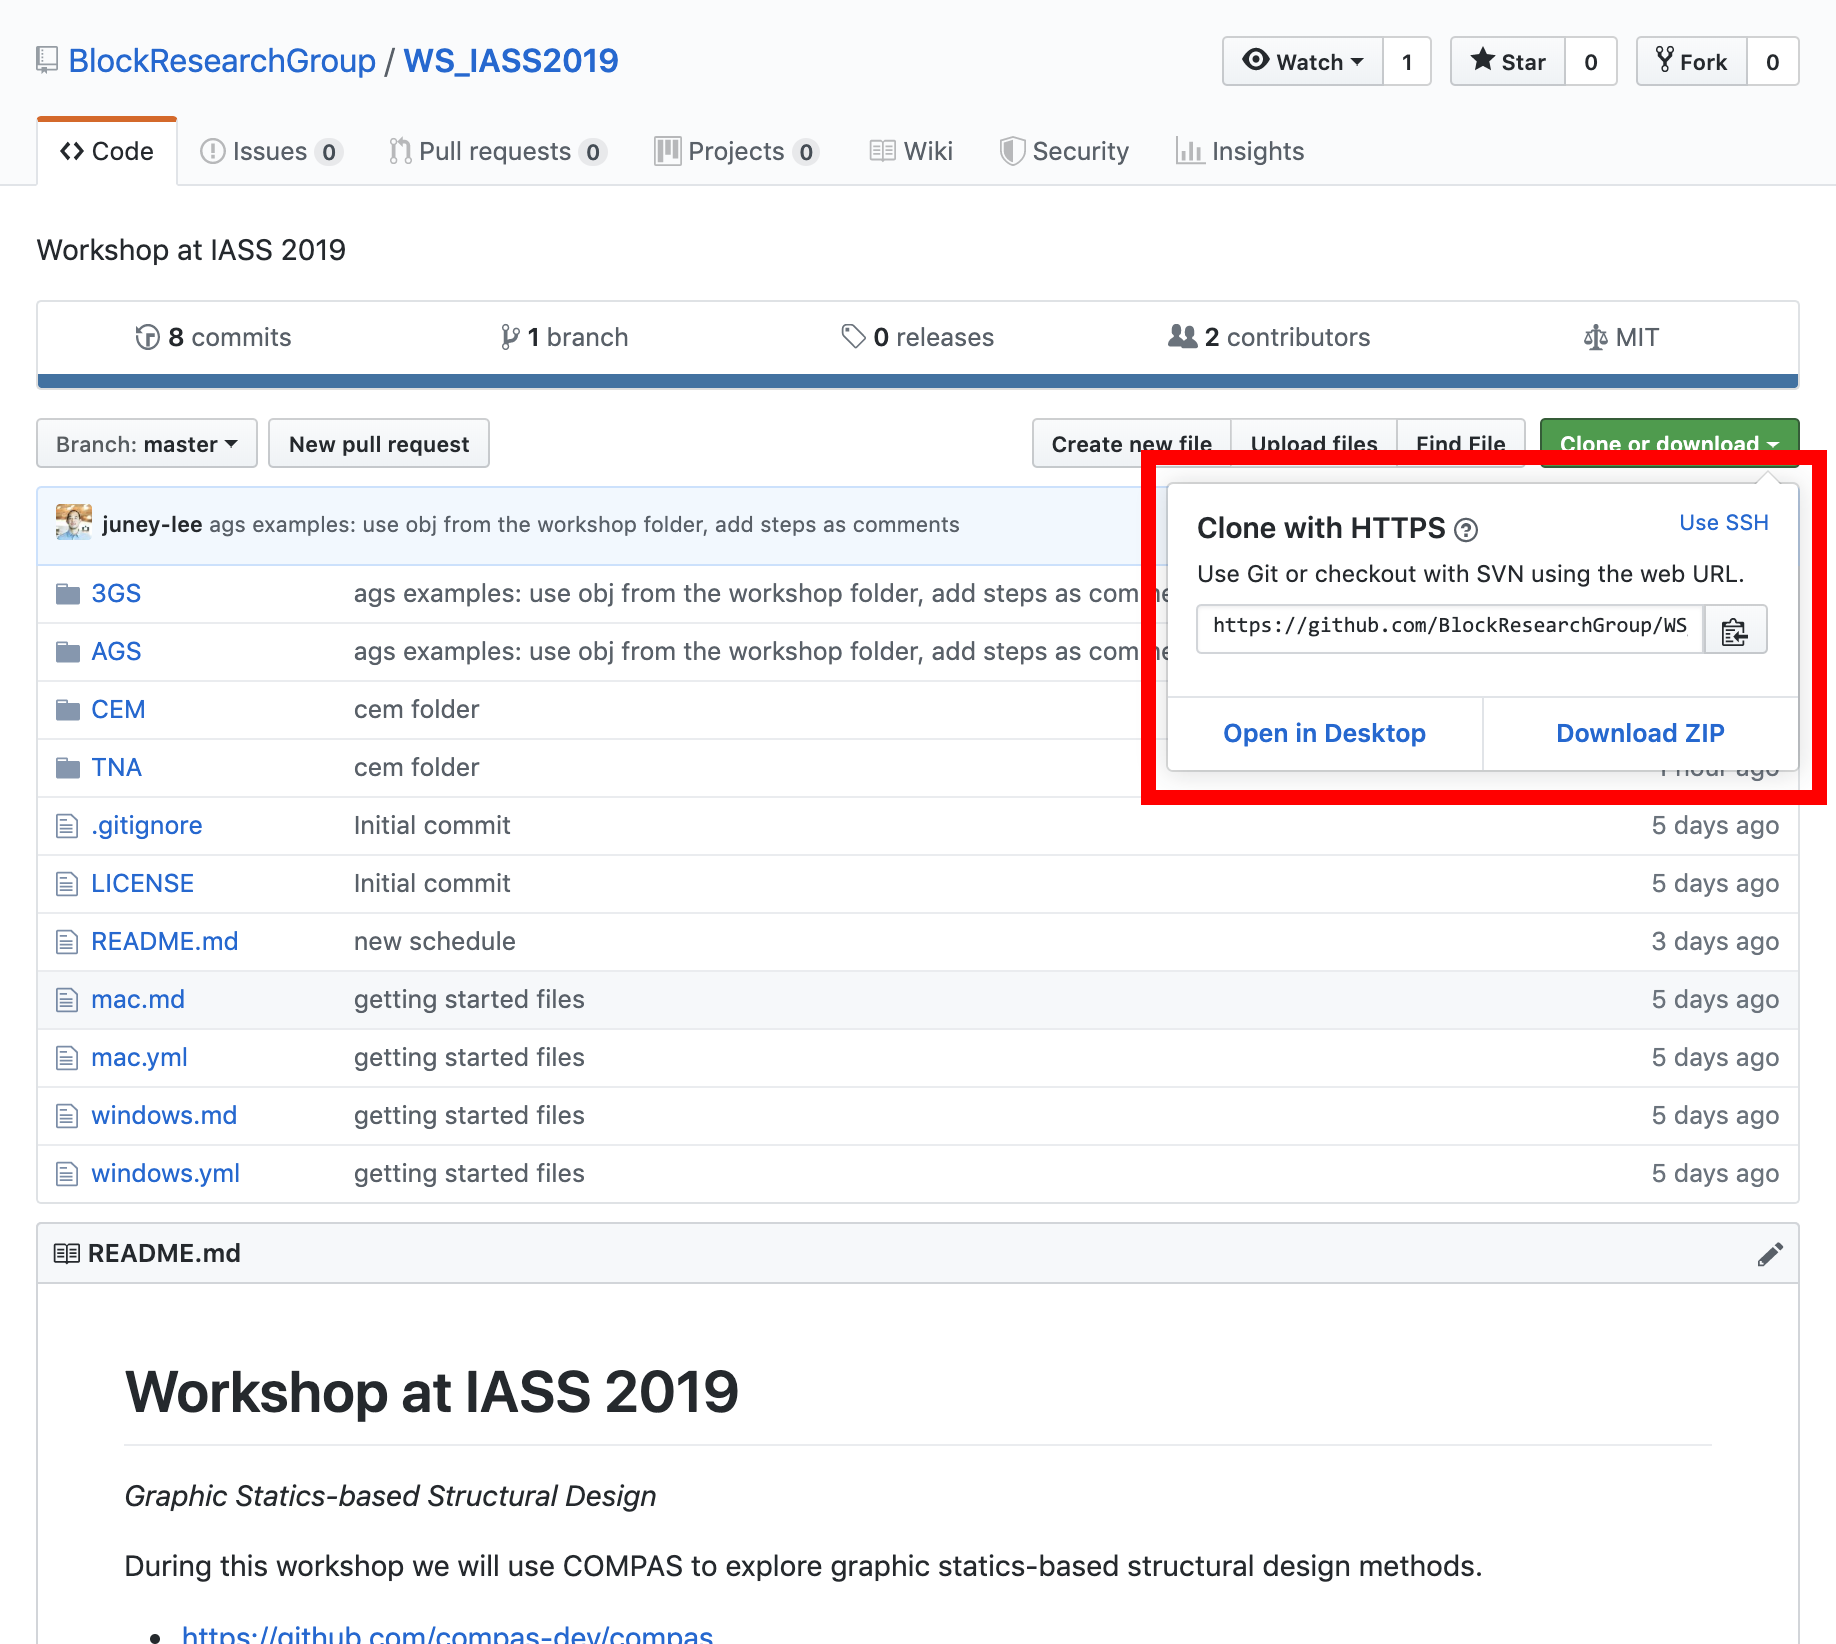 BlockResearchGroup / WS_IASS2019
Watch 1 Star 0 Fork 0
Code Issues 0 Pull requests 0 Projects 0 Wiki Security Insights
Workshop at IASS 2019
8 commits 1 branch 0 releases 2 contributors MIT
Branch: master New pull request Create new file Upload files Find File Clone or download
juney-lee ags examples: use obj from the workshop folder, add steps as comments
Clone with HTTPS ? Use SSH
Use Git or checkout with SVN using the web URL.
https://github.com/BlockResearchGroup/WS
Open in Desktop Download ZIP
3GS ags examples: use obj from the workshop folder, add steps as
AGS ags examples: use obj from the workshop folder, add steps as
CEM cem folder
TNA cem folder 1 hour ago
.gitignore Initial commit 5 days ago
LICENSE Initial commit 5 days ago
README.md new schedule 3 days ago
mac.md getting started files 5 days ago
mac.yml getting started files 5 days ago
windows.md getting started files 5 days ago
windows.yml getting started files 5 days ago
README.md
Workshop at IASS 2019
Graphic Statics-based Structural Design
During this workshop we will use COMPAS to explore graphic statics-based structural design methods.
• https://github.com/compas-dev/compas